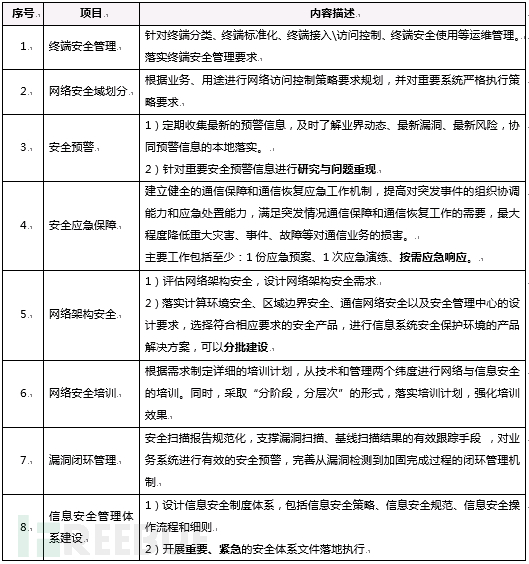 序号 项目 内容描述
1. 终端安全管理 针对终端分类、终端标准化、终端接入\访问控制、终端安全使用等运维管理。
落实终端安全管理要求
2. 网络安全域划分 根据业务、用途进行网络访问控制策略要求规划，并对重要系统严格执行策
略要求
3. 安全预警 1）定期收集最新的预警信息，及时了解业界动态、最新漏洞、最新风险，协
同预警信息的本地落实。
2）针对重要安全预警信息进行研究与问题重现
4. 安全应急保障 建立健全的通信保障和通信恢复应急工作机制，提高对突发事件的组织协调
能力和应急处置能力，满足突发情况通信保障和通信恢复工作的需要，最大
程度降低重大灾害、事件、故障等对通信业务的损害。
主要工作包括至少：1 份应急预案、1 次应急演练、按需应急响应。
5. 网络架构安全 1）评估网络架构安全，设计网络架构安全需求
2）落实计算环境安全、区域边界安全、通信网络安全以及安全管理中心的设
计要求，选择符合相应要求的安全产品，进行信息系统安全保护环境的产品
解决方案，可以分批建设
6. 网络安全培训 根据需求制定详细的培训计划，从技术和管理两个纬度进行网络与信息安全
的培训。同时，采取“分阶段，分层次”的形式，落实培训计划，强化培训
效果。
7. 漏洞闭环管理 安全扫描报告规范化，支撑漏洞扫描、基线扫描结果的有效跟踪手段 ，对业
务系统进行有效的安全预警，完善从漏洞检测到加固完成过程的闭环管理机
制。
8. 信息安全管理体
系建设 1）设计信息安全制度体系，包括信息安全策略、信息安全规范、信息安全操
作流程和细则
2）开展重要、紧急的安全体系文件落地执行
FREEBUF